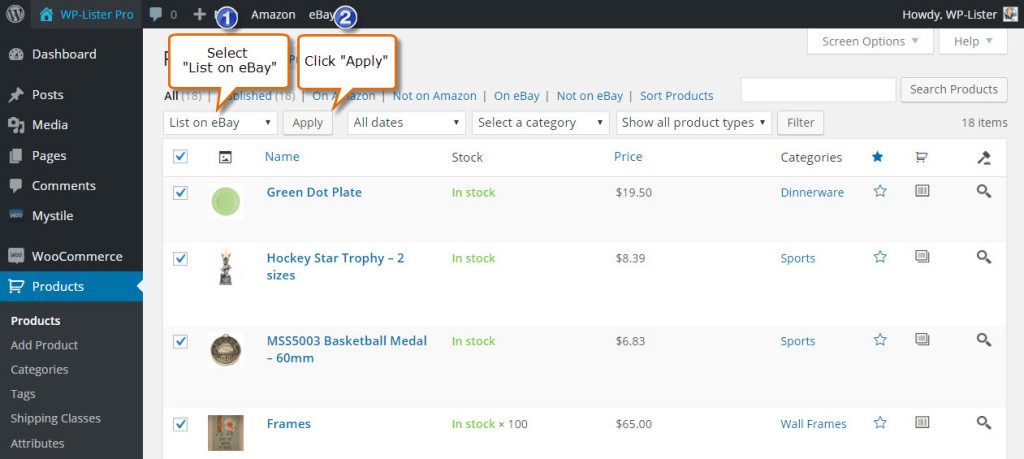 WP-Lister Pro 0 Amazon eBay Howdy, WP-Lister
1 2
Select
"List on eBay"
Click "Apply"
Screen Options Help
All (18) | Published (18) | On Amazon | Not on Amazon | On eBay | Not on eBay | Sort Products
Search Products
List on eBay Apply All dates Select a category Show all product types Filter 18 items
Name Stock Price Categories
Green Dot Plate In stock $19.50 Dinnerware
Hockey Star Trophy – 2
sizes
In stock $8.39 Sports
MSS5003 Basketball Medal
– 60mm
In stock $6.83 Sports
Frames In stock × 100 $65.00 Wall Frames
Dashboard
Posts
Media
Pages
Comments
Mystile
WooCommerce
Products
Products
Add Product
Categories
Tags
Shipping Classes
Attributes